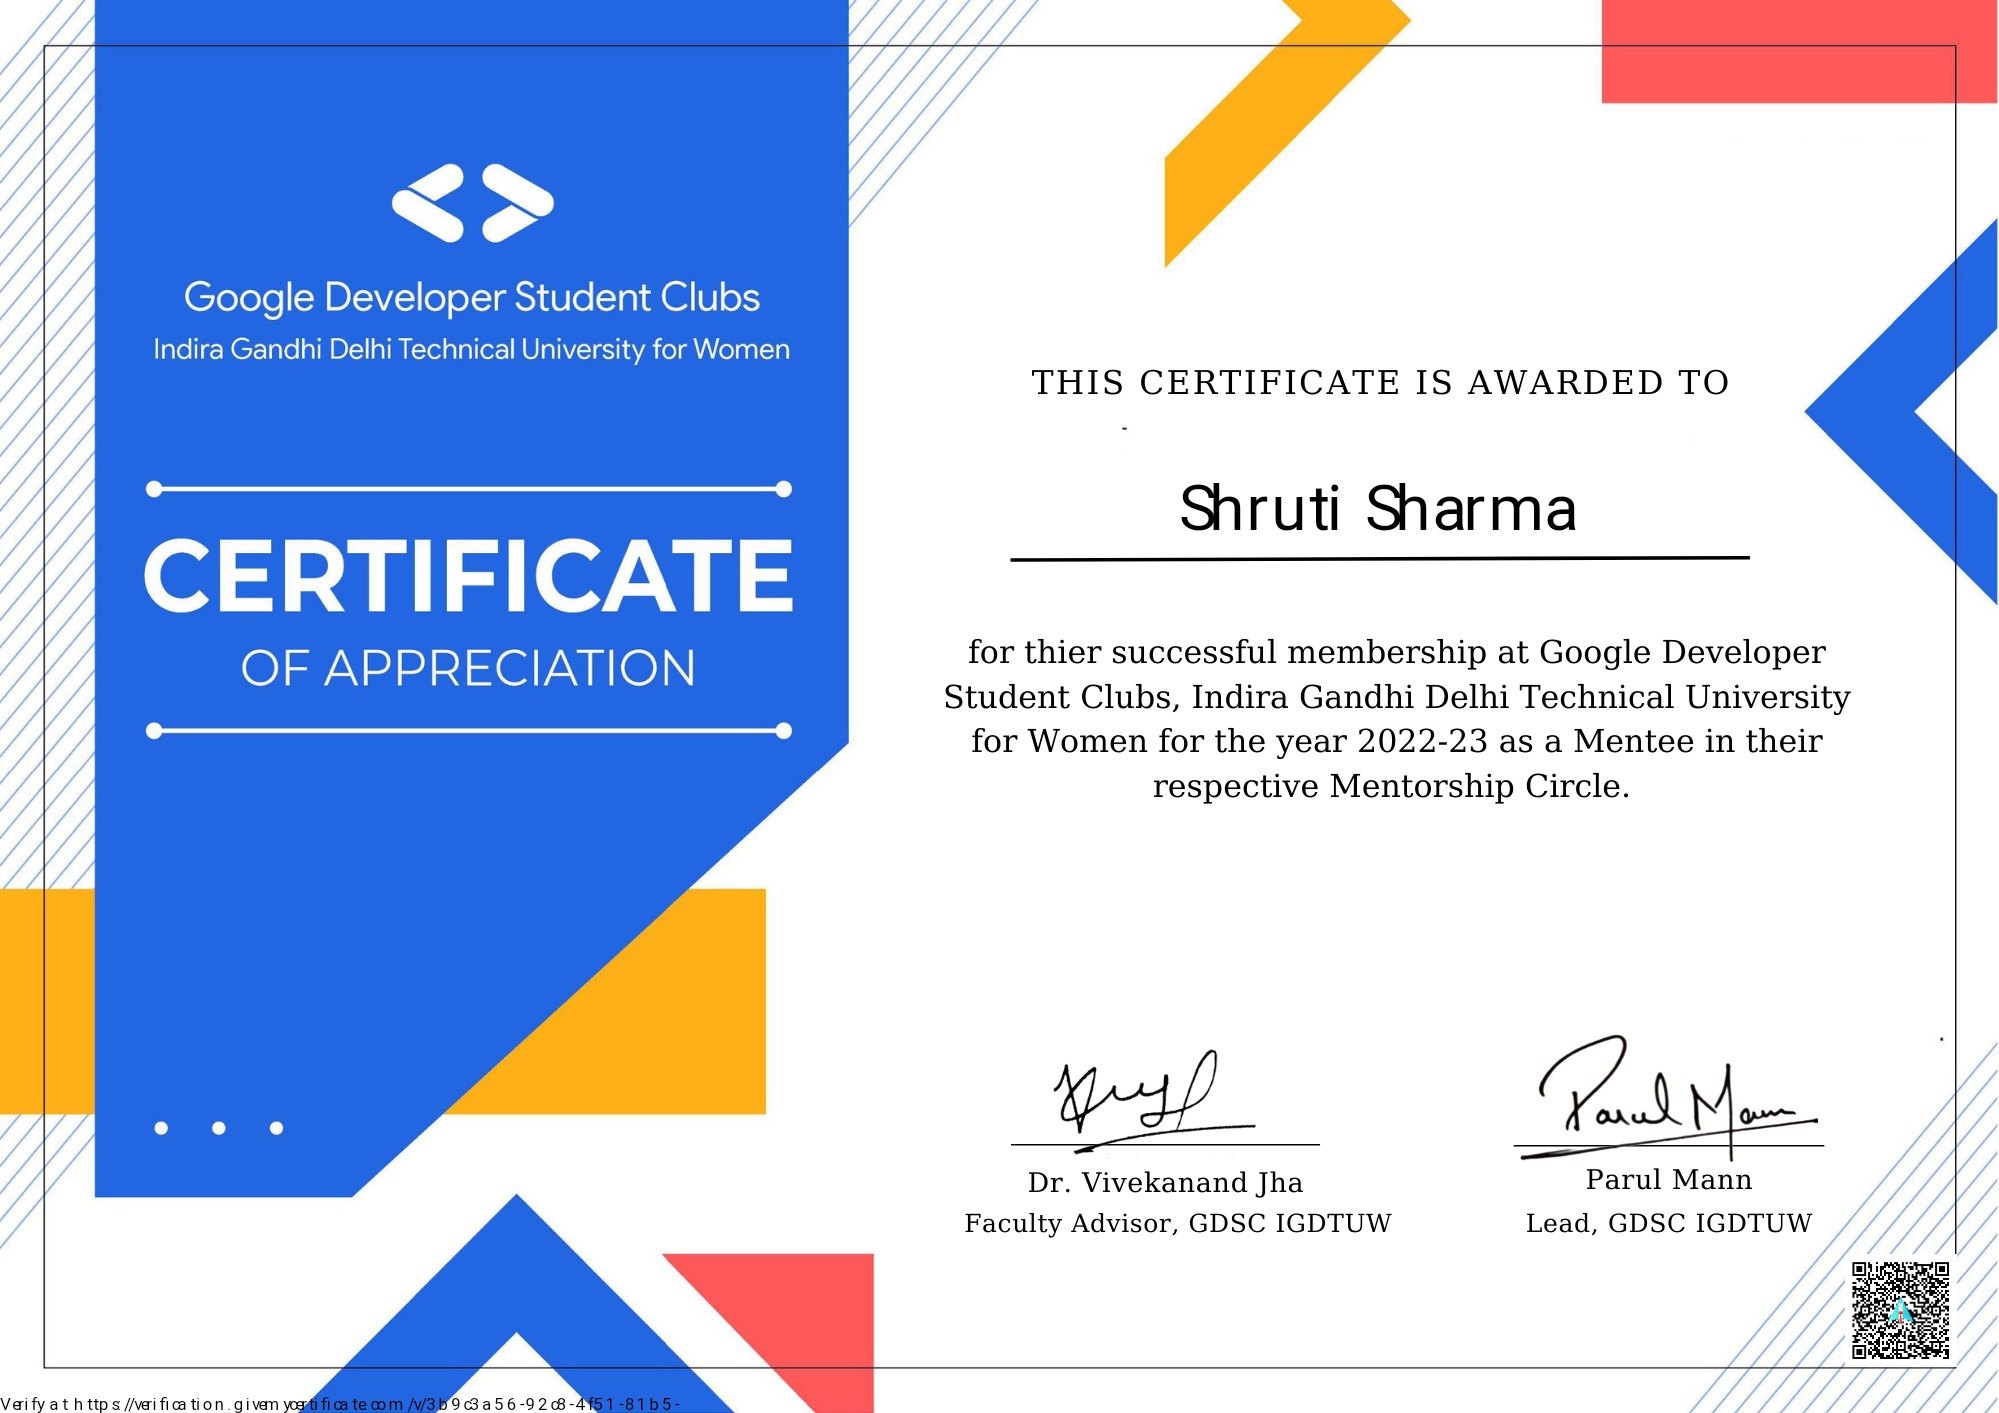 Google Developer Student Clubs
Indira Gandhi Delhi Technical University for Women
CERTIFICATE
OF APPRECIATION
THIS CERTIFICATE IS AWARDED TO
Shruti Sharma
for thier successful membership at Google Developer
Student Clubs, Indira Gandhi Delhi Technical University
for Women for the year 2022-23 as a Mentee in their
respective Mentorship Circle.
Parul Mann
Dr. Vivekanand Jha
Faculty Advisor, GDSC IGDTUW
Parul Mann
Lead, GDSC IGDTUW
Verify at https://verification.givemycertificate.com/v/3b9c3a56-92c8-4f51-81b5-